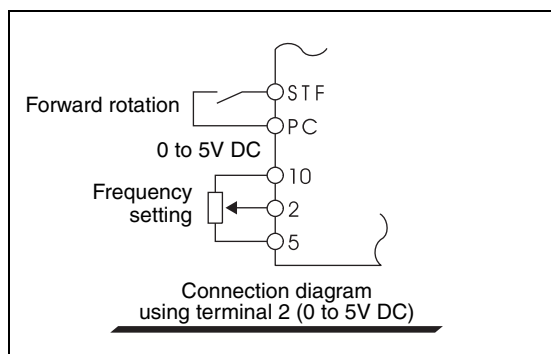 STF
Forward rotation
PC
0 to 5V DC
10
Frequency
setting
2
5
Connection diagram
using terminal 2 (0 to 5V DC)